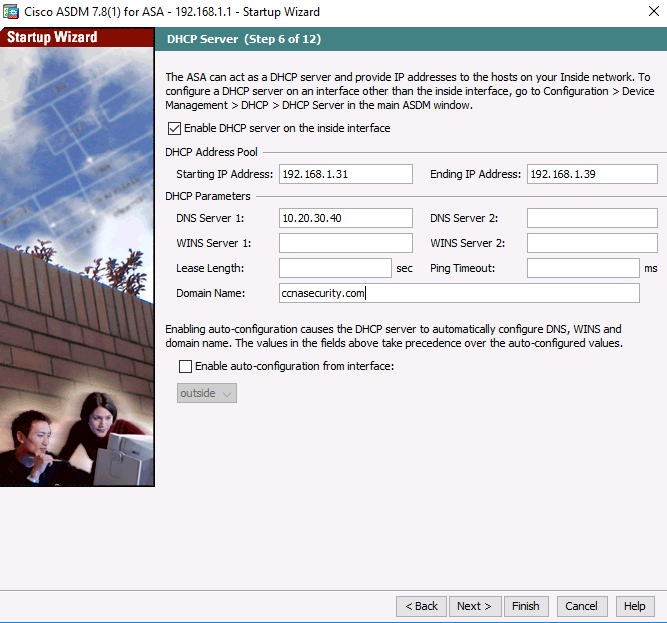 Cisco ASDM 7.8(1) for ASA - 192.168.1.1 - Startup Wizard
Startup Wizard
DHCP Server (Step 6 of 12)
The ASA can act as a DHCP server and provide IP addresses to the hosts on your Inside network. To
configure a DHCP server on an interface other than the inside interface, go to Configuration > Device
Management > DHCP > DHCP Server in the main ASDM window.
Enable DHCP server on the inside interface
DHCP Address Pool
Starting IP Address: 192.168.1.31 Ending IP Address: 192.168.1.39
DHCP Parameters
DNS Server 1: 10.20.30.40 DNS Server 2:
WINS Server 1: WINS Server 2:
Lease Length: sec Ping Timeout: ms
Domain Name: ccnasecurity.com
Enabling auto-configuration causes the DHCP server to automatically configure DNS, WINS and
domain name. The values in the fields above take precedence over the auto-configured values.
Enable auto-configuration from interface:
outside
< Back Next > Finish Cancel Help